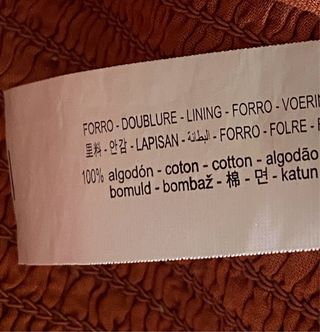 FORRO - DOUBLURE - LINING - FORRO - VOERIN
里料 - 안감 - LAPISAN - البطانة - FORRO - FOLRE -
100% algodón - coton - cotton - algodão
bomuld - bombaž - 棉 - 면 - katun